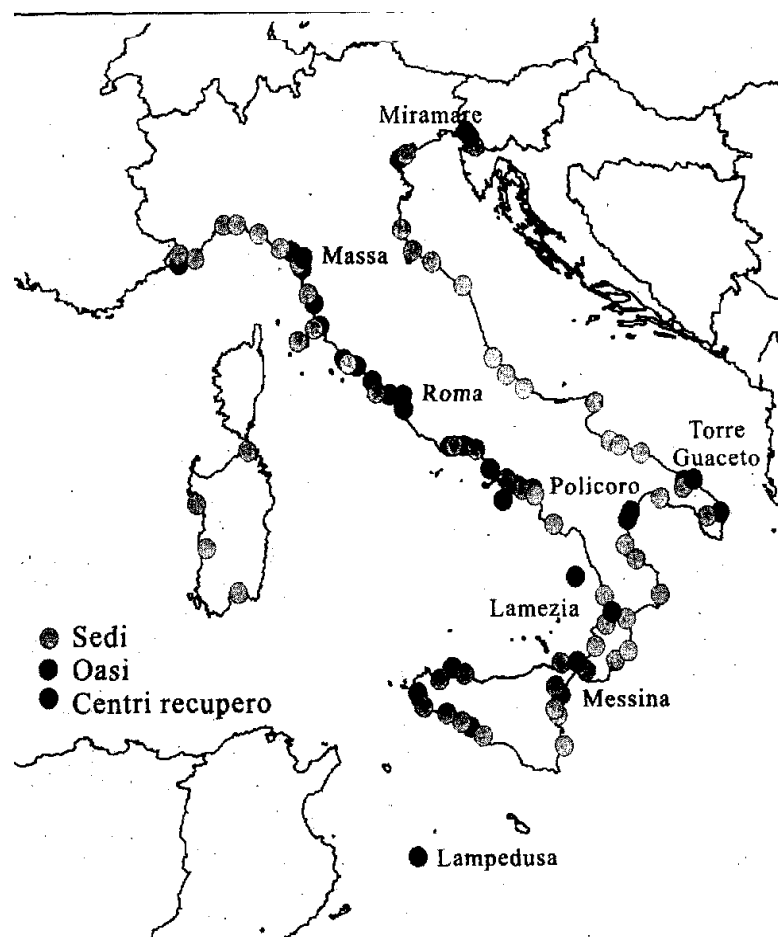 Miramare
Massa
Roma
Torre
Guaceto
Policoro
Lamezia
Sedi
Oasi
Centri recupero
Messina
Lampedusa